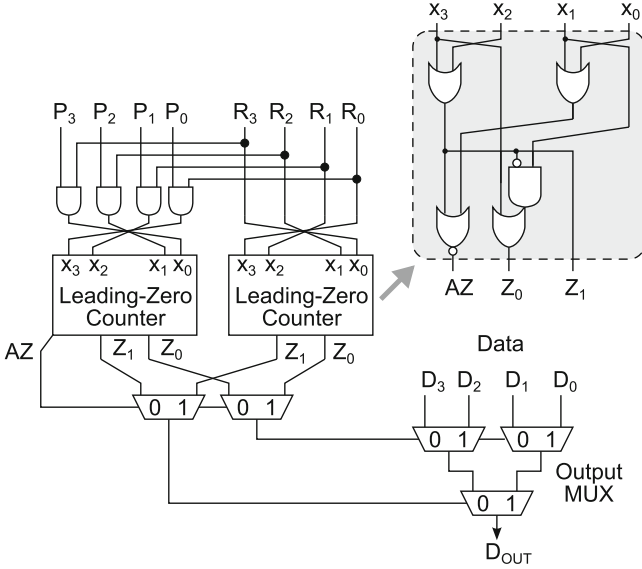 x3 x2 x1 x0
P3 P2 P1 P0 R3 R2 R1 R0
x3 x2 x1 x0 x3 x2 x1 x0
Leading-Zero
Counter
Leading-Zero
Counter
AZ Z0 Z1
AZ Z1 Z0 Z1 Z0
Data
D3 D2 D1 D0
0 1 0 1
0 1 0 1
Output
MUX
0 1
DOUT